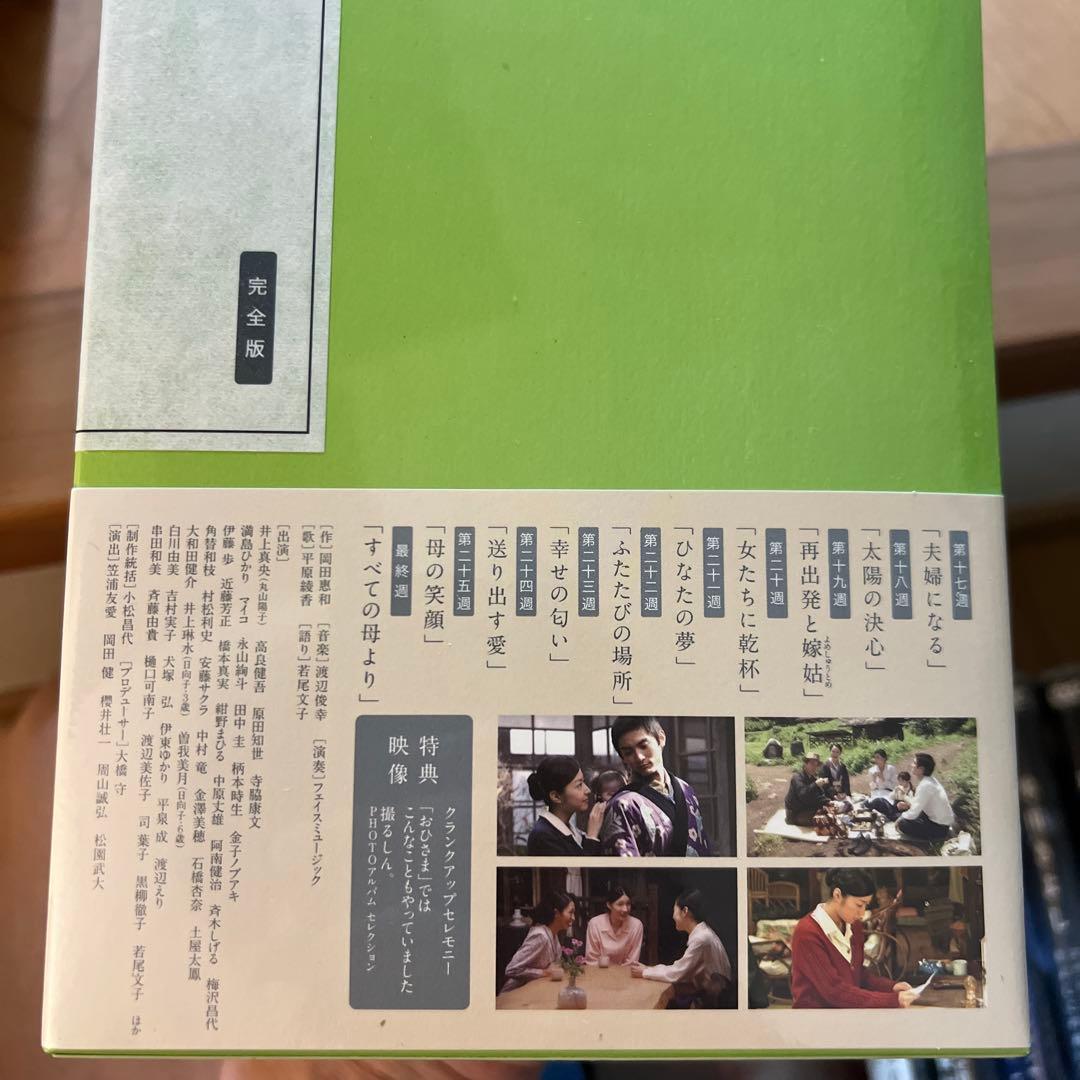 完全版
第十七週
「夫婦になる」
第十八週
「太陽の決心」
第十九週
「再出発と嫁姑」
よめしゅうとめ
第二十週
「女たちに乾杯」
第二十一週
「ひなたの夢」
第二十二週
「ふたたびの場所」
第二十三週
「幸せの匂い」
第二十四週
「送り出す愛」
第二十五週
「母の笑顔」
最終週
「すべての母より」
特典
映像
クランクアップセレモニー
「おひさま」では
こんなこともやっていました
撮るしん。
PHOTOアルバム セレクション
[作]岡田惠和 [音楽]渡辺俊幸 [演奏]フェイスミュージック
[歌]平原綾香 [語り]若尾文子
[出演]
井上真央(丸山陽子) 高良健吾 原田知世 寺脇康文
満島ひかり マイコ 永山絢斗 田中 圭 柄本時生 金子ノブアキ
伊藤 歩 近藤芳正 橋本真実 紺野まひる 中原丈雄 阿南健治 斉木しげる 梅沢昌代
角替和枝 村松利史 安藤サクラ 中村 竜 金澤美穂 石橋杏奈 土屋太鳳
大和田健介 井上琳水(日向子・3歳) 曽我美月(日向子・6歳)
白川由美 吉村実子 犬塚 弘 伊東ゆかり 平泉 成 渡辺えり
串田和美 斉藤由貴 樋口可南子 渡辺美佐子 司 葉子 黒柳徹子 若尾文子 ほか
[制作統括]小松昌代 [プロデューサー]大橋 守
[演出]笠浦友愛 岡田 健 櫻井壮一 周山誠弘 松園武大